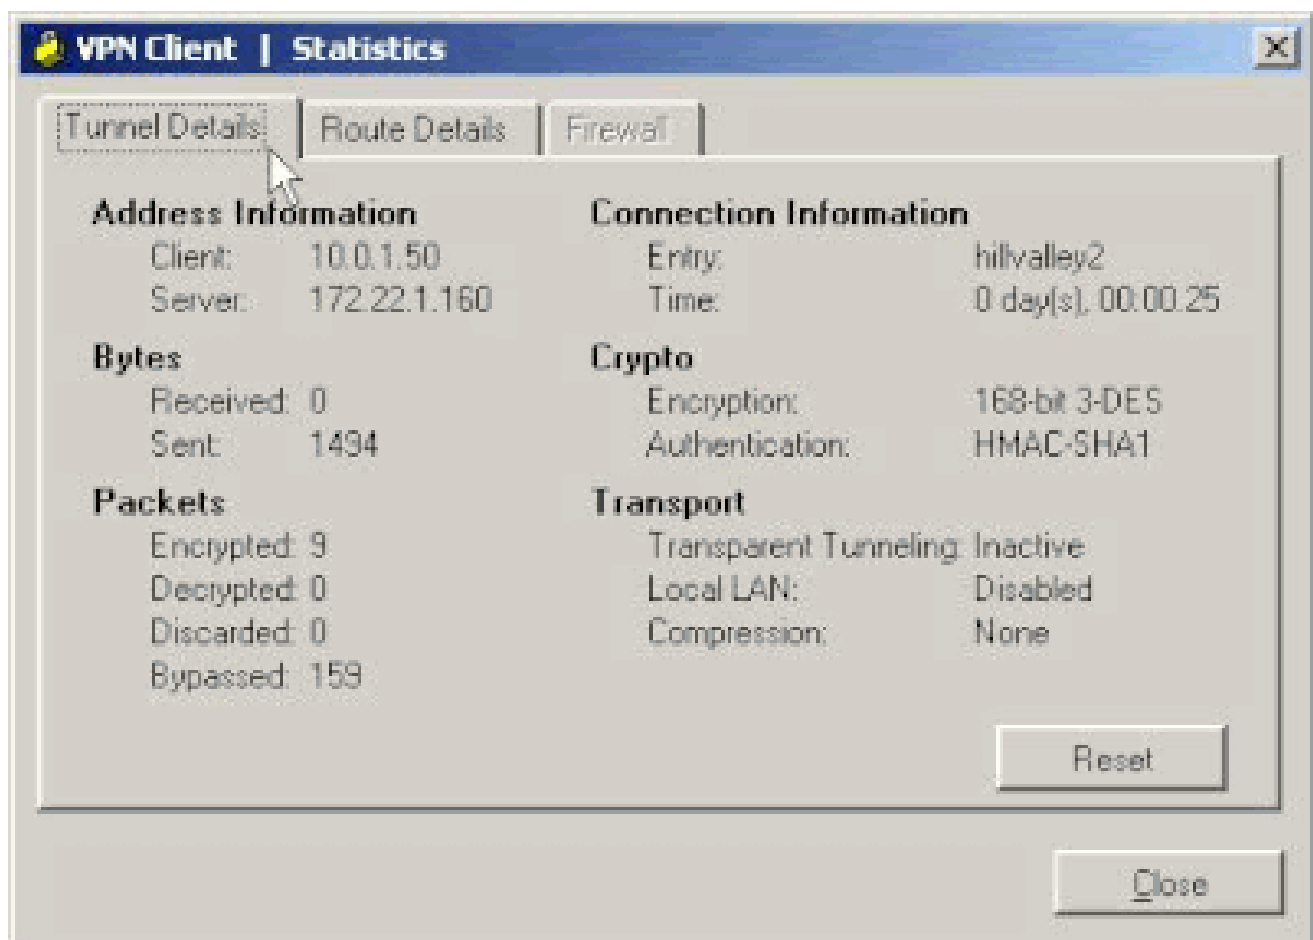 VPN Client | Statistics
Tunnel Details
Route Details
Firewall
Address Information
Client: 10.0.1.50
Server: 172.22.1.160
Bytes
Received: 0
Sent: 1494
Packets
Encrypted: 9
Decrypted: 0
Discarded: 0
Bypassed: 159
Connection Information
Entry: hillvalley2
Time: 0 day(s), 00:00.25
Crypto
Encryption: 168-bit 3-DES
Authentication: HMAC-SHA1
Transport
Transparent Tunneling: Inactive
Local LAN: Disabled
Compression: None
Reset
Close